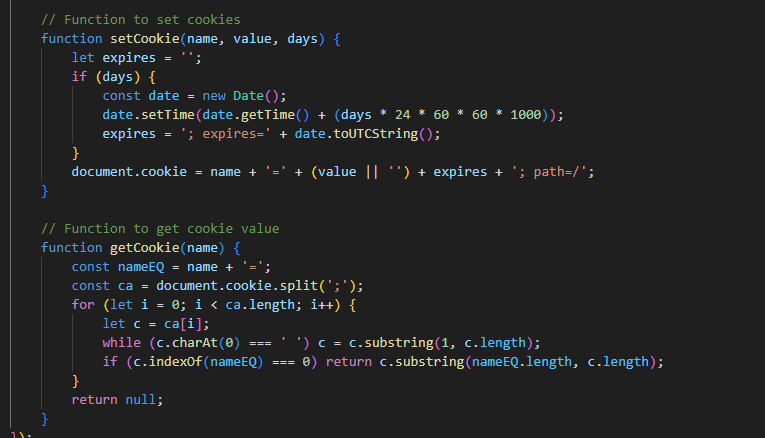 // Function to set cookies
function setCookie(name, value, days) {
    let expires = '';
    if (days) {
        const date = new Date();
        date.setTime(date.getTime() + (days * 24 * 60 * 60 * 1000));
        expires = '; expires=' + date.toUTCString();
    }
    document.cookie = name + '=' + (value || '') + expires + '; path=/';
}

// Function to get cookie value
function getCookie(name) {
    const nameEQ = name + '=';
    const ca = document.cookie.split(';');
    for (let i = 0; i < ca.length; i++) {
        let c = ca[i];
        while (c.charAt(0) === ' ') c = c.substring(1, c.length);
        if (c.indexOf(nameEQ) === 0) return c.substring(nameEQ.length, c.length);
    }
    return null;
}
});